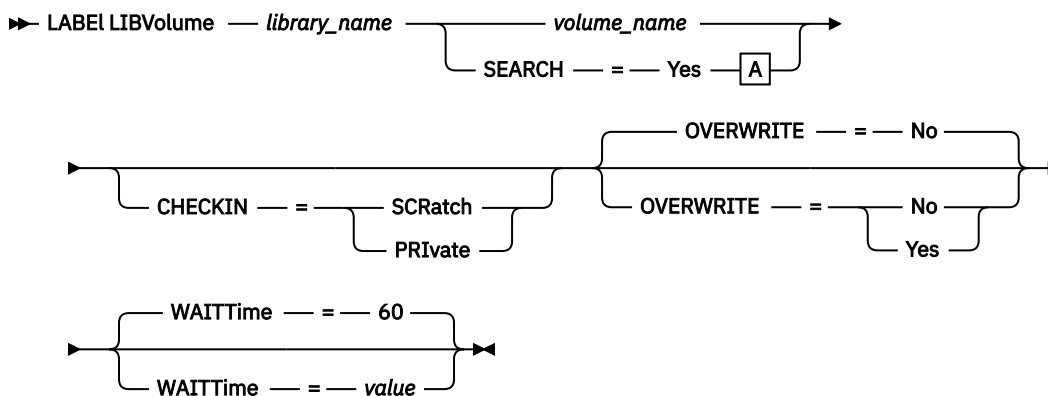 LABEl LIBVolume library_name volume_name
SEARCH = Yes A
OVERWRITE = No
CHECKIN = SCRatch
PRIvate
OVERWRITE = No
Yes
WAITTime = 60
WAITTime = value